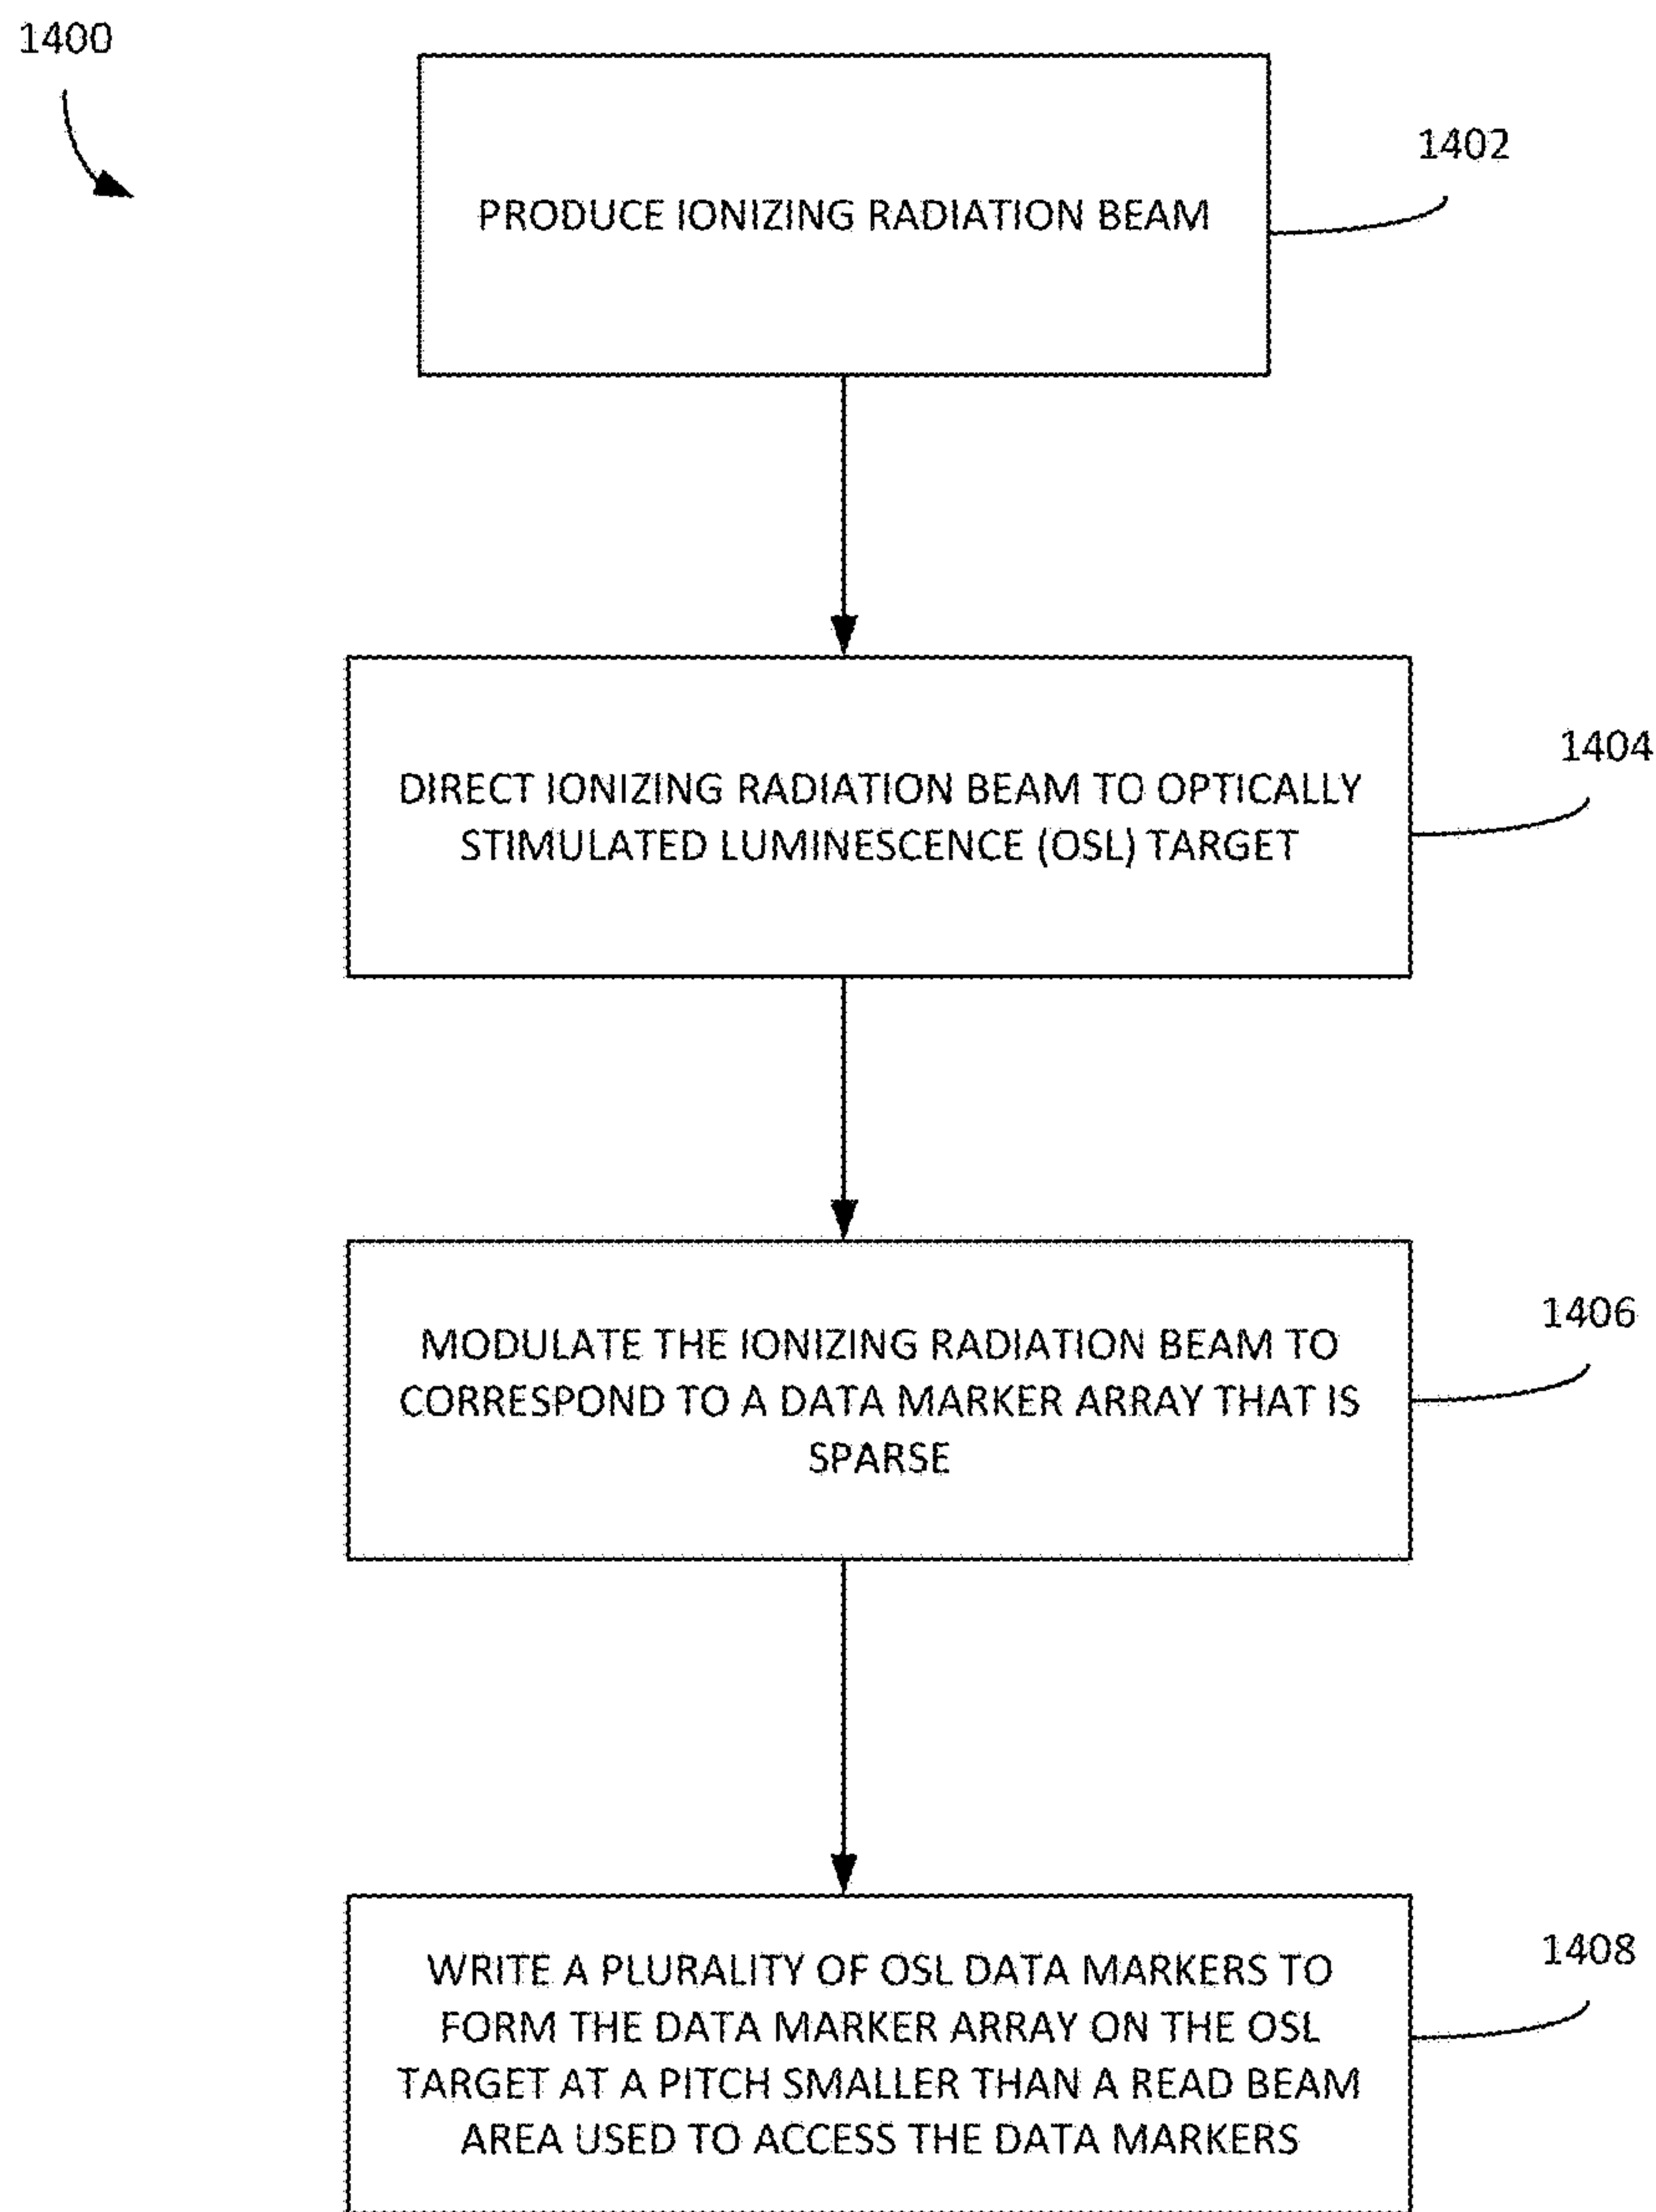 1400
PRODUCE IONIZING RADIATION BEAM
1402
DIRECT IONIZING RADIATION BEAM TO OPTICALLY
STIMULATED LUMINESCENCE (OSL) TARGET
1404
MODULATE THE IONIZING RADIATION BEAM TO
CORRESPOND TO A DATA MARKER ARRAY THAT IS
SPARSE
1406
WRITE A PLURALITY OF OSL DATA MARKERS TO
FORM THE DATA MARKER ARRAY ON THE OSL
TARGET AT A PITCH SMALLER THAN A READ BEAM
AREA USED TO ACCESS THE DATA MARKERS
1408